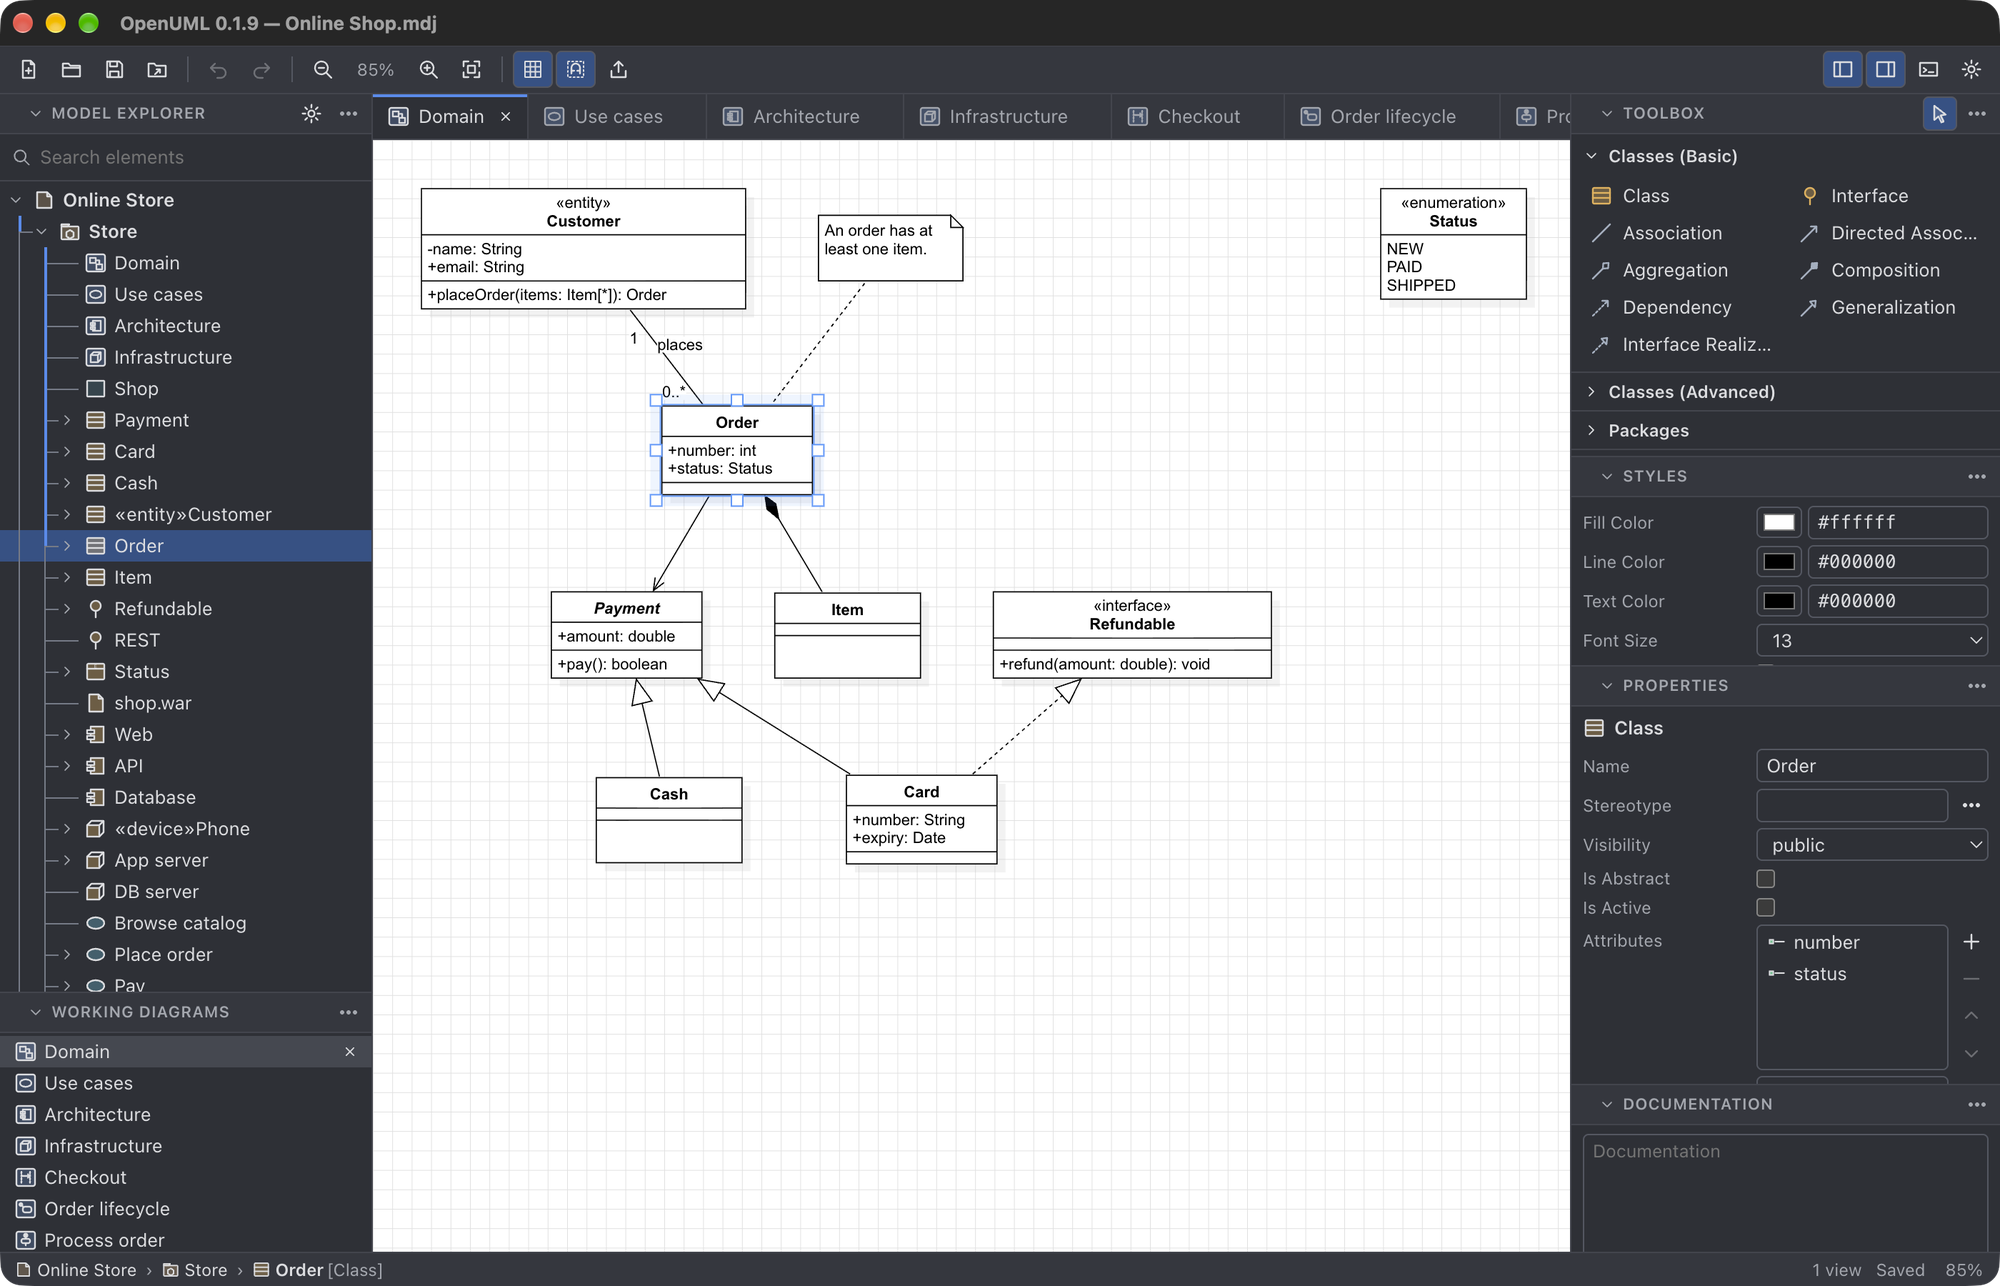 OpenUML 0.1.9 — Online Shop.mdj
85%
MODEL EXPLORER
Search elements
Online Store
Store
Domain
Use cases
Architecture
Infrastructure
Shop
Payment
Card
Cash
«entity»Customer
Order
Item
Refundable
REST
Status
shop.war
Web
API
Database
«device»Phone
App server
DB server
Browse catalog
Place order
Pay
WORKING DIAGRAMS
Domain
Use cases
Architecture
Infrastructure
Checkout
Order lifecycle
Process order
Domain
Use cases
Architecture
Infrastructure
Checkout
Order lifecycle
Pro
«entity»
Customer
-name: String
+email: String
+placeOrder(items: Item[*]): Order
An order has at
least one item.
«enumeration»
Status
NEW
PAID
SHIPPED
1
places
0..*
Order
+number: int
+status: Status
Payment
+amount: double
+pay(): boolean
Item
«interface»
Refundable
+refund(amount: double): void
Cash
Card
+number: String
+expiry: Date
TOOLBOX
Classes (Basic)
Class
Interface
Association
Directed Assoc...
Aggregation
Composition
Dependency
Generalization
Interface Realiz...
Classes (Advanced)
Packages
STYLES
Fill Color
#ffffff
Line Color
#000000
Text Color
#000000
Font Size
13
PROPERTIES
Class
Name
Order
Stereotype
Visibility
public
Is Abstract
Is Active
Attributes
number
status
DOCUMENTATION
Documentation
Online Store › Store › Order [Class]
1 view
Saved
85%